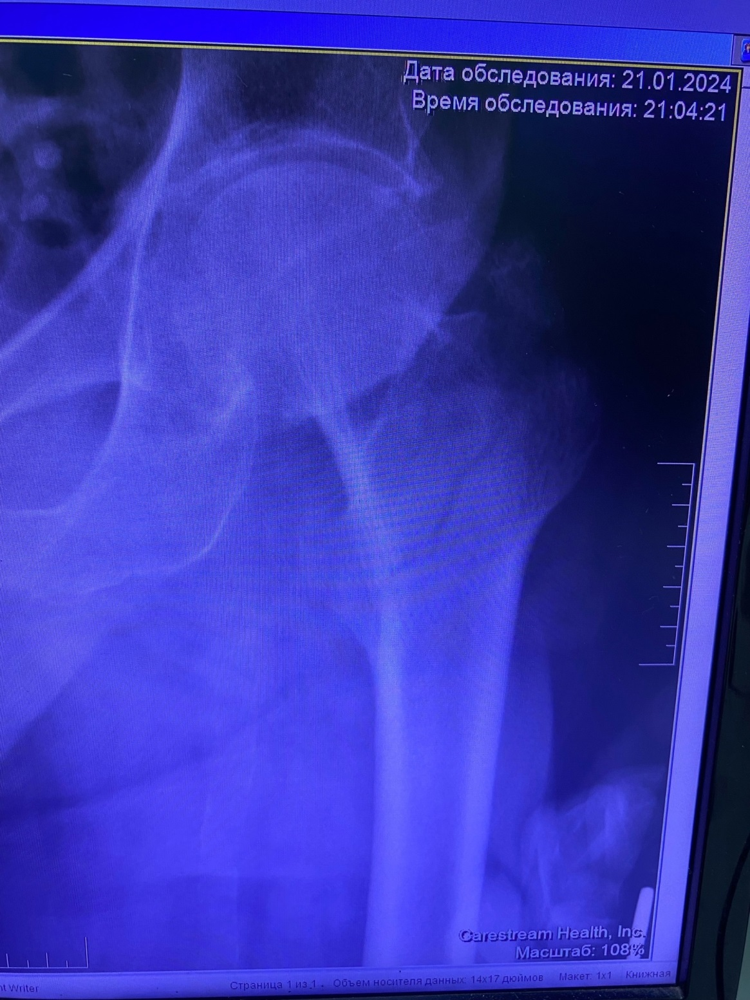 Дата обследования: 21.01.2024
Время обследования: 21:04:21
Carestream Health, Inc.
Масштаб: 108%
Writer
Страница 1 из 1
Объем носителя данных: 14x17 дюймов
Макет: 1x1
Книжная